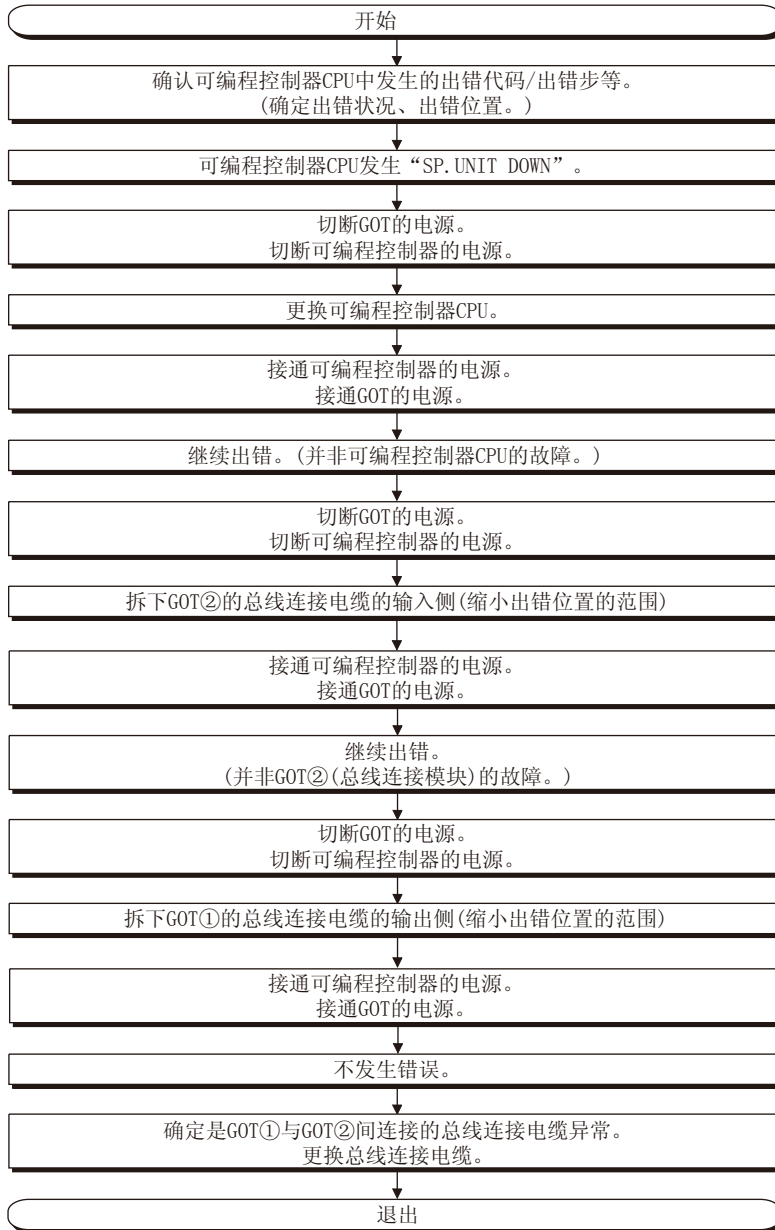 开始
确认可编程控制器CPU中发生的出错代码/出错步等。
(确定出错状况、出错位置。)
可编程控制器CPU发生“SP.UNIT DOWN”。
切断GOT的电源。
切断可编程控制器的电源。
更换可编程控制器CPU。
接通可编程控制器的电源。
接通GOT的电源。
继续出错。(并非可编程控制器CPU的故障。)
切断GOT的电源。
切断可编程控制器的电源。
拆下GOT②的总线连接电缆的输入侧(缩小出错位置的范围)
接通可编程控制器的电源。
接通GOT的电源。
继续出错。
(并非GOT②(总线连接模块)的故障。)
切断GOT的电源。
切断可编程控制器的电源。
拆下GOT①的总线连接电缆的输出侧(缩小出错位置的范围)
接通可编程控制器的电源。
接通GOT的电源。
不发生错误。
确定是GOT①与GOT②间连接的总线连接电缆异常。
更换总线连接电缆。
退出